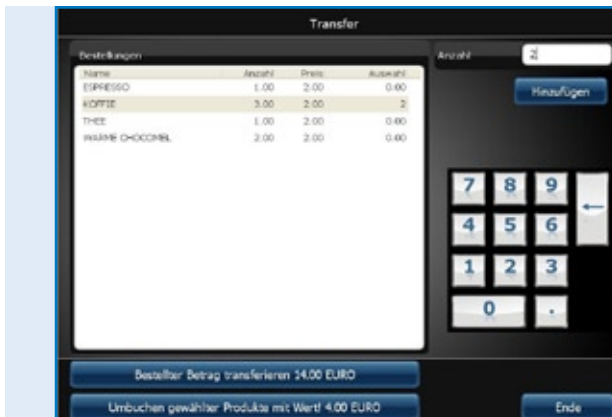 Transfer
Bestellungen
Anzahl 2
Name Anzahl Preis Auswahl
ESPRESSO 1.00 2.00 0.00
KOFFIE 3.00 2.00 2
THEE 1.00 2.00 0.00
WARME CHOCOMEL 2.00 2.00 0.00
Hinzufügen
7 8 9 ←
4 5 6
1 2 3
0 .
Bestellter Betrag transferieren 14.00 EURO
Umbuchen gewählter Produkte mit Wert! 4.00 EURO
Ende